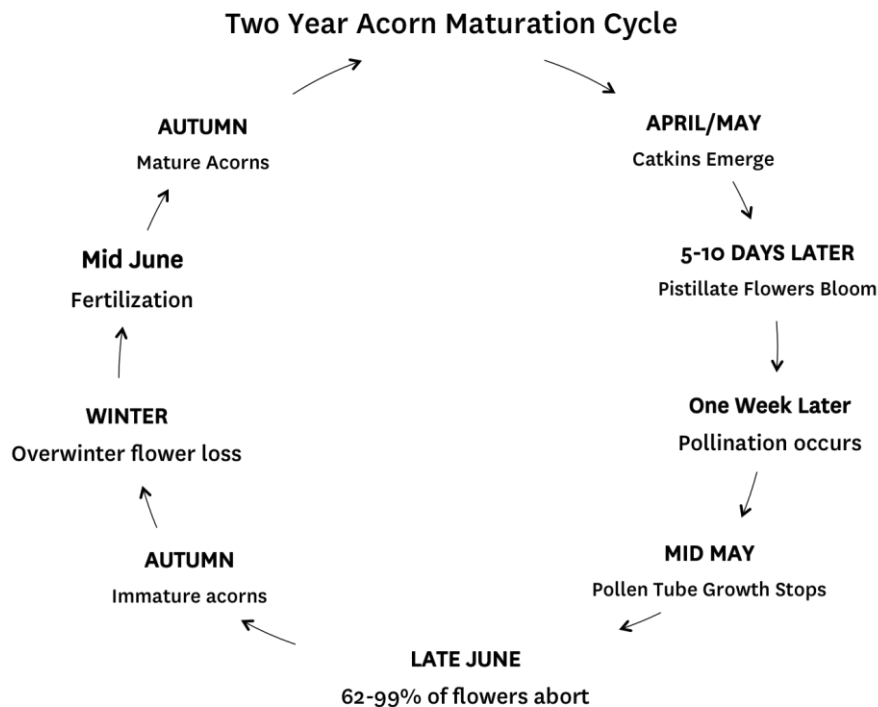 Two Year Acorn Maturation Cycle
APRIL/MAY
Catkins Emerge
5-10 DAYS LATER
Pistillate Flowers Bloom
One Week Later
Pollination occurs
MID MAY
Pollen Tube Growth Stops
LATE JUNE
62-99% of flowers abort
AUTUMN
Immature acorns
WINTER
Overwinter flower loss
Mid June
Fertilization
AUTUMN
Mature Acorns